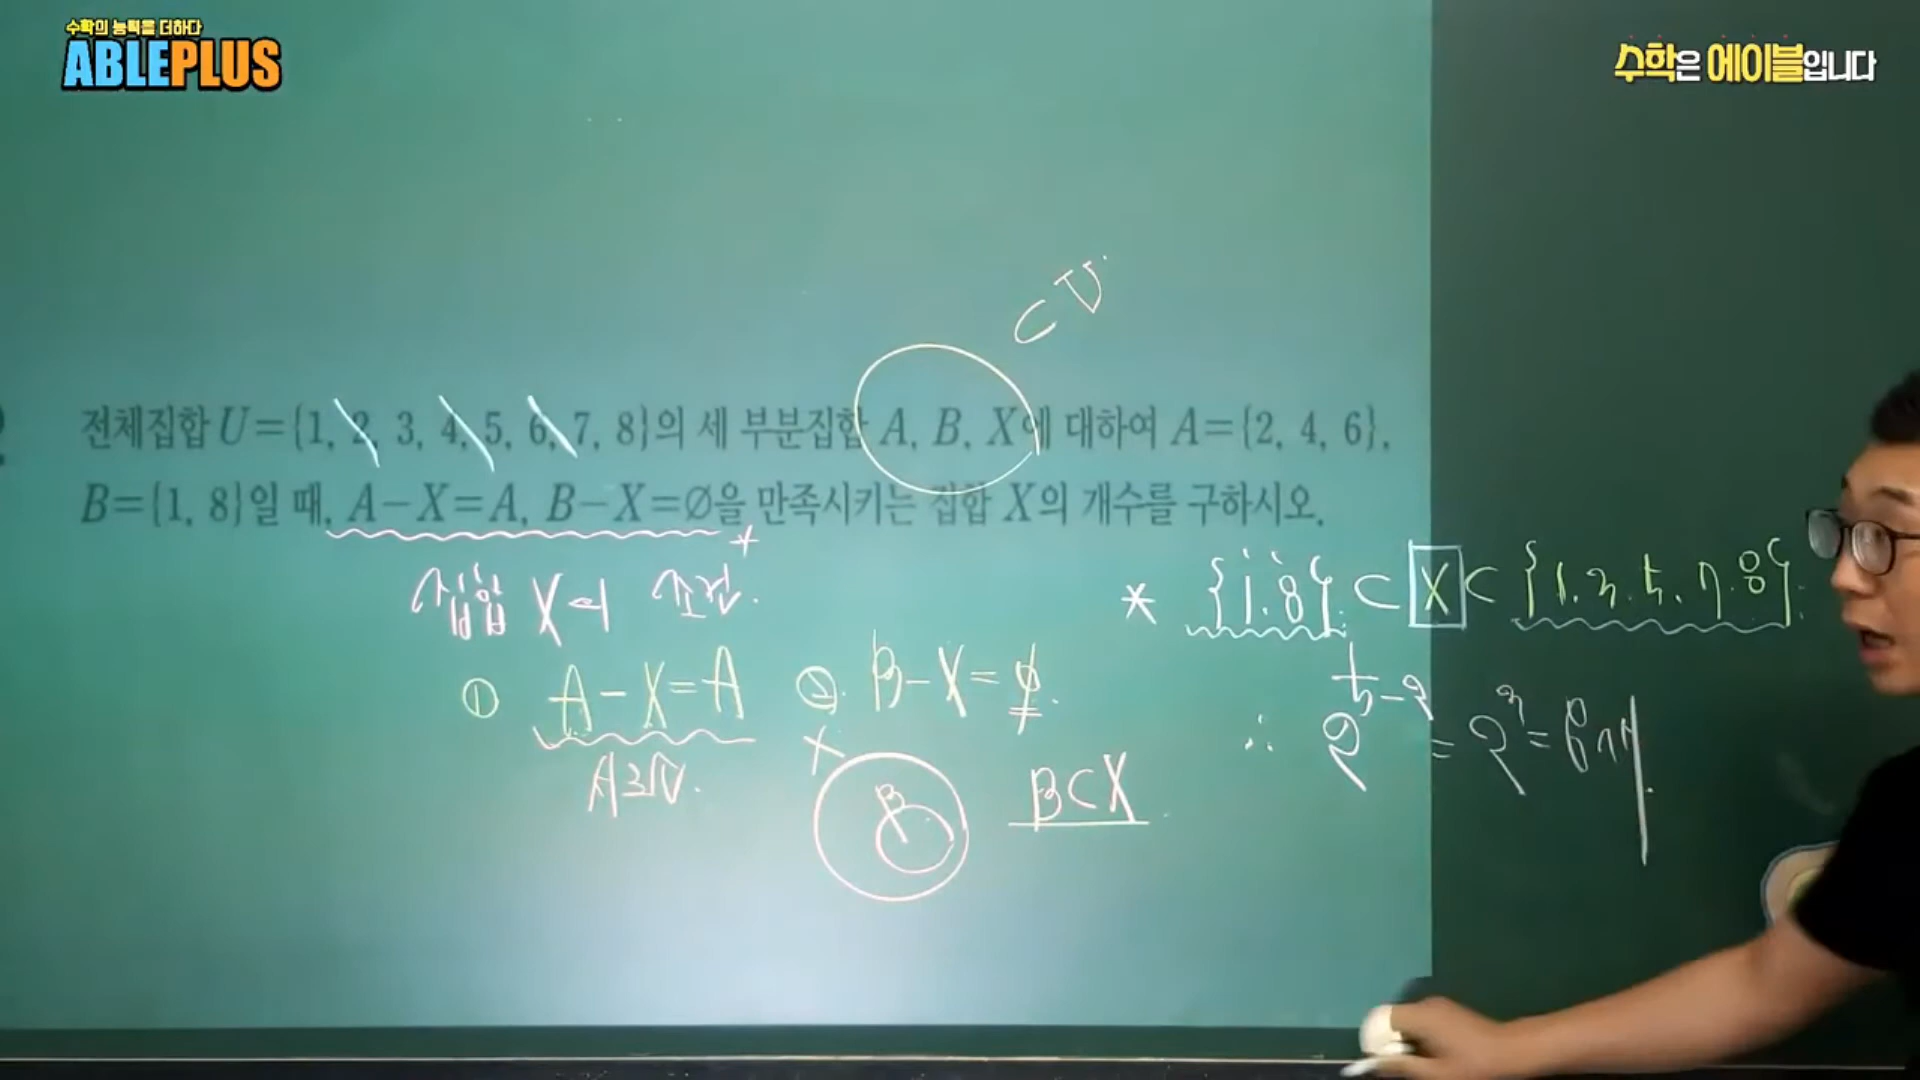 수학의 능력을 더하다
ABLEPLUS
수학은 에이블입니다
⊂ U
전체집합 U={1, 2, 3, 4, 5, 6, 7, 8}의 세 부분집합 A, B, X에 대하여 A={2, 4, 6},
B={1, 8}일 때, A-X=A, B-X=∅을 만족시키는 집합 X의 개수를 구하시오.
집합 X의 조건.
* {1. 8} ⊂ X ⊂ {1. 3. 5. 7. 8}
① A-X=A ② B-X=∅.
∴ 2^5-2 = 2^3 = 8개
X
B
B⊂X